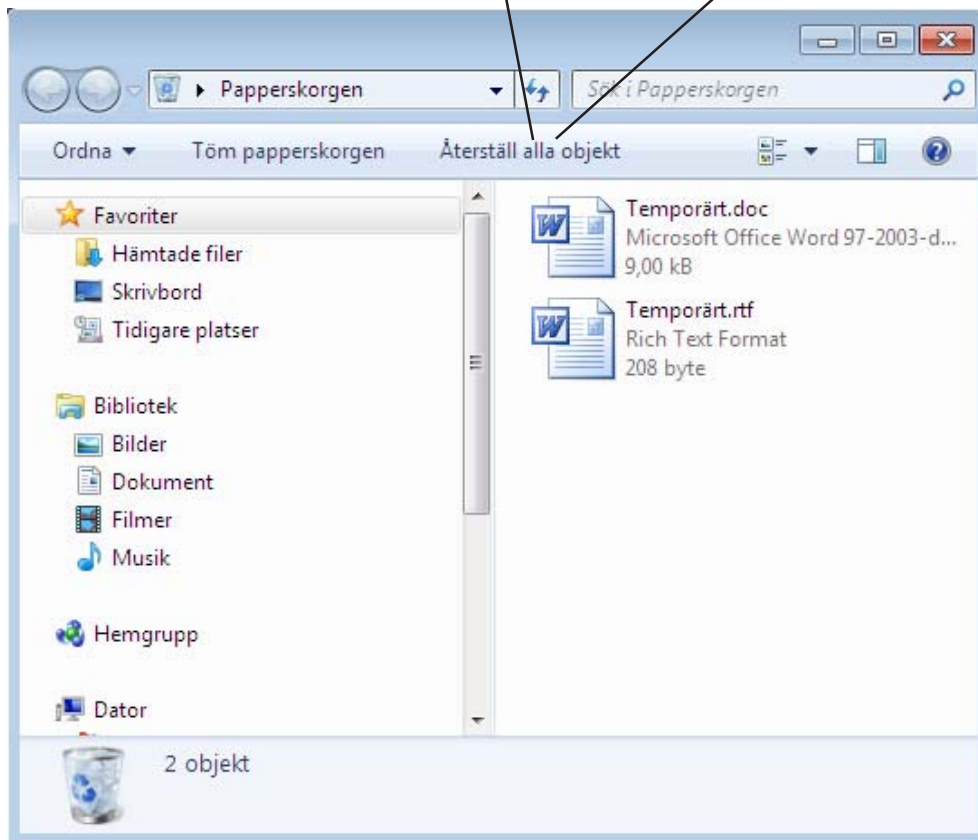 Papperskorgen
Sök i Papperskorgen
Ordna
Töm papperskorgen
Återställ alla objekt
Favoriter
Hämtade filer
Skrivbord
Tidigare platser
Bibliotek
Bilder
Dokument
Filmer
Musik
Hemgrupp
Dator
Temporärt.doc
Microsoft Office Word 97-2003-d...
9,00 kB
Temporärt.rtf
Rich Text Format
208 byte
2 objekt